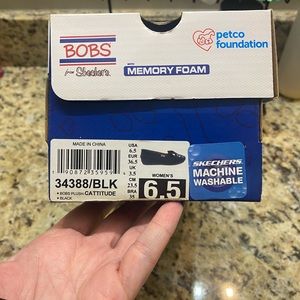 BOBS
from Skechers.
petco
foundation
WITH
MEMORY FOAM
MADE IN CHINA
34388/BLK
• BOBS PLUSH-CATTITUDE
• BLACK
USA
6.5
EUR
36.5
UK
3.5
CM
23.5
BRA
35
WOMEN'S
6.5
SKECHERS
MACHINE
WASHABLE